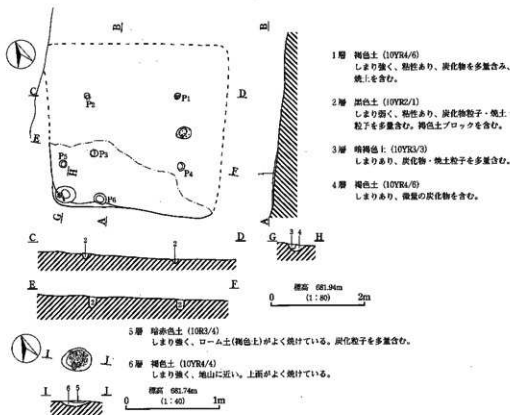 B
B
C
D
P2
P1
E
P5
P3
H
P4
F
P6
G
A
A
1層 褐色土 (10YR4/6)
しまり強く、粘性あり、炭化物を多量含み、
焼土を含む。
2層 黒色土 (10YR2/1)
しまり強く、粘性あり、炭化物粒子・焼土
粒子を多量含む。褐色土ブロックを含む。
3層 暗褐色土 (10YR3/3)
しまりあり、炭化物・焼土粒子を多量含む。
4層 褐色土 (10YR4/6)
しまりあり、微量の炭化物を含む。
C 2 2 D
G 3 4 H
E 2 2 F
標高 681.94m
0 (1:80) 2m
5層 暗赤色土 (10R3/4)
しまり強く、ローム土(褐色土)がよく焼けている。炭化粒子を多量含む。
I I
6層 褐色土 (10YR4/4)
しまり強く、地山に近い。上面がよく焼けている。
I 6 5 I
標高 681.74m
0 (1:40) 1m